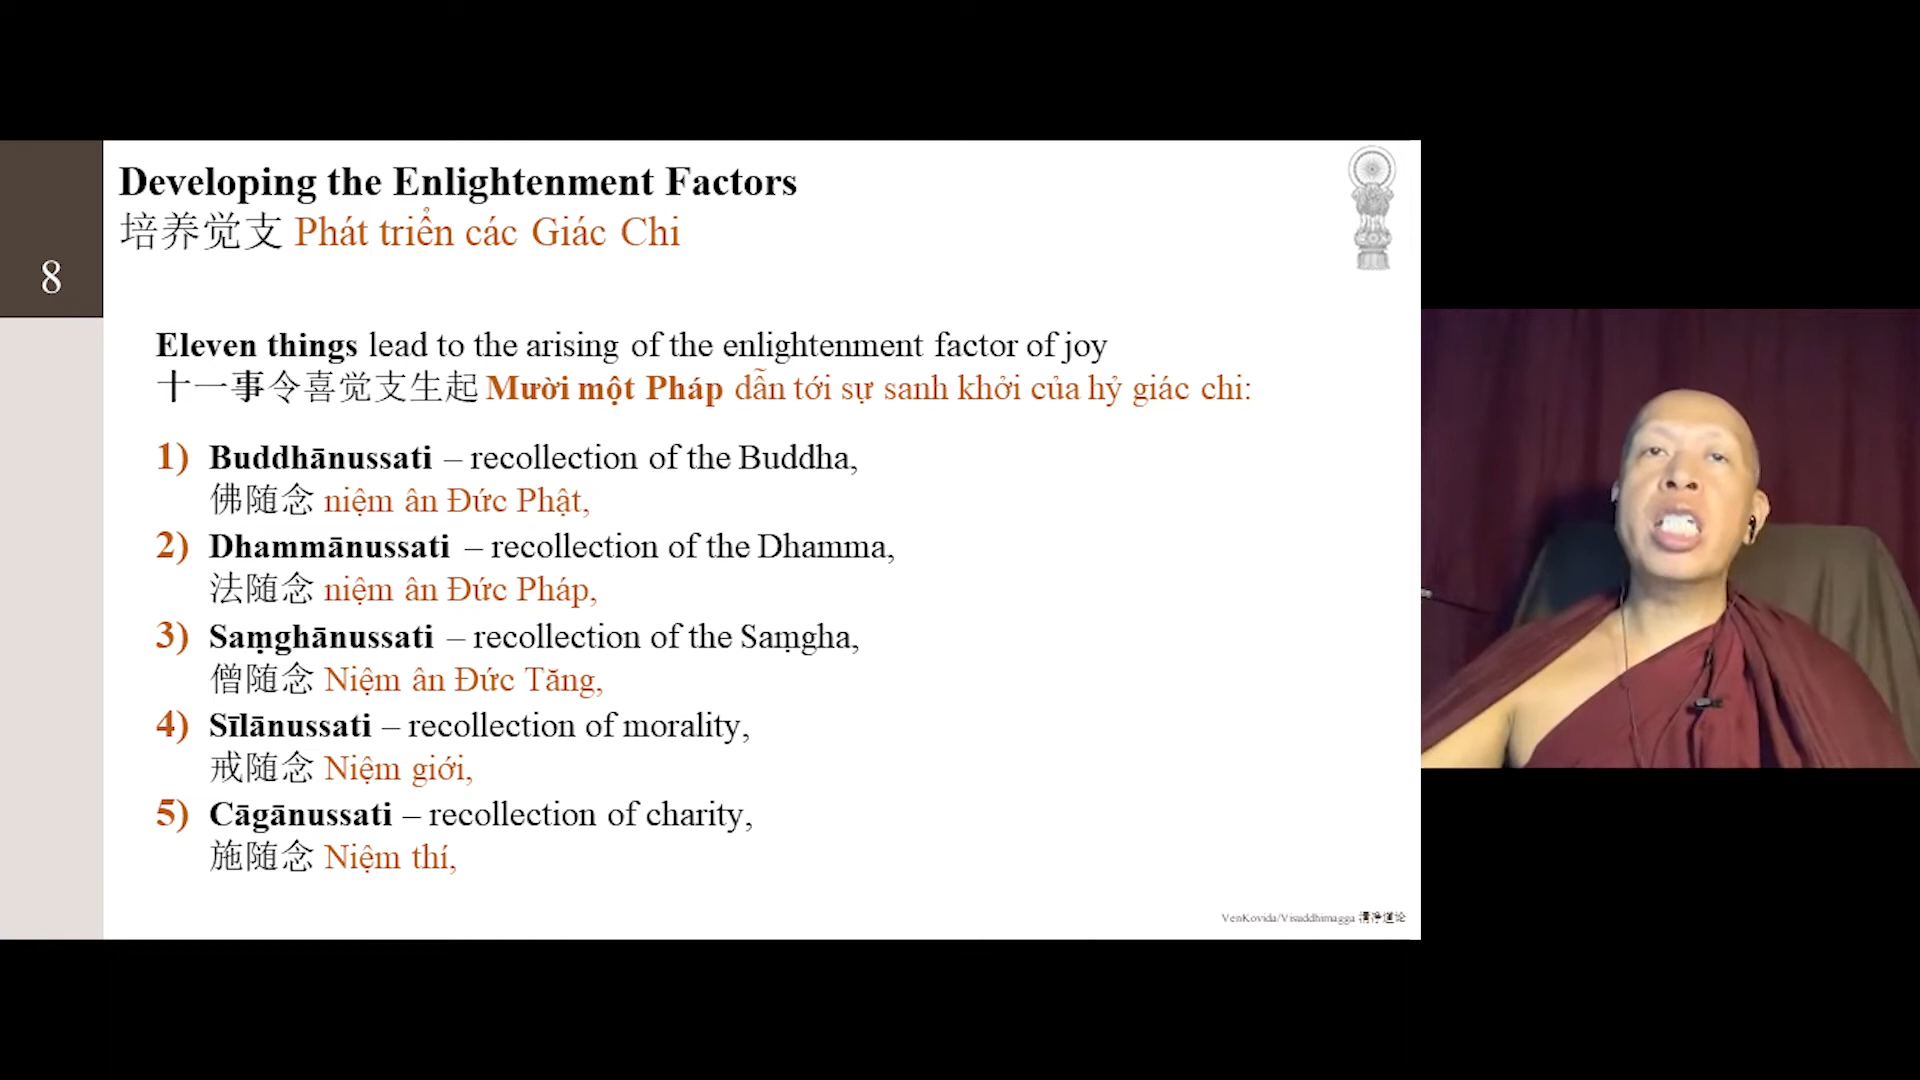 8
Developing the Enlightenment Factors
培养觉支 Phát triển các Giác Chi
Eleven things lead to the arising of the enlightenment factor of joy
十一事令喜觉支生起 Mười một Pháp dẫn tới sự sanh khởi của hỷ giác chi:
1) Buddhānussati – recollection of the Buddha,
佛随念 niệm ân Đức Phật,
2) Dhammānussati – recollection of the Dhamma,
法随念 niệm ân Đức Pháp,
3) Saṃghānussati – recollection of the Saṃgha,
僧随念 Niệm ân Đức Tăng,
4) Sīlānussati – recollection of morality,
戒随念 Niệm giới,
5) Cāgānussati – recollection of charity,
施随念 Niệm thí,
VenKovida/Visuddhimagga 清净道论